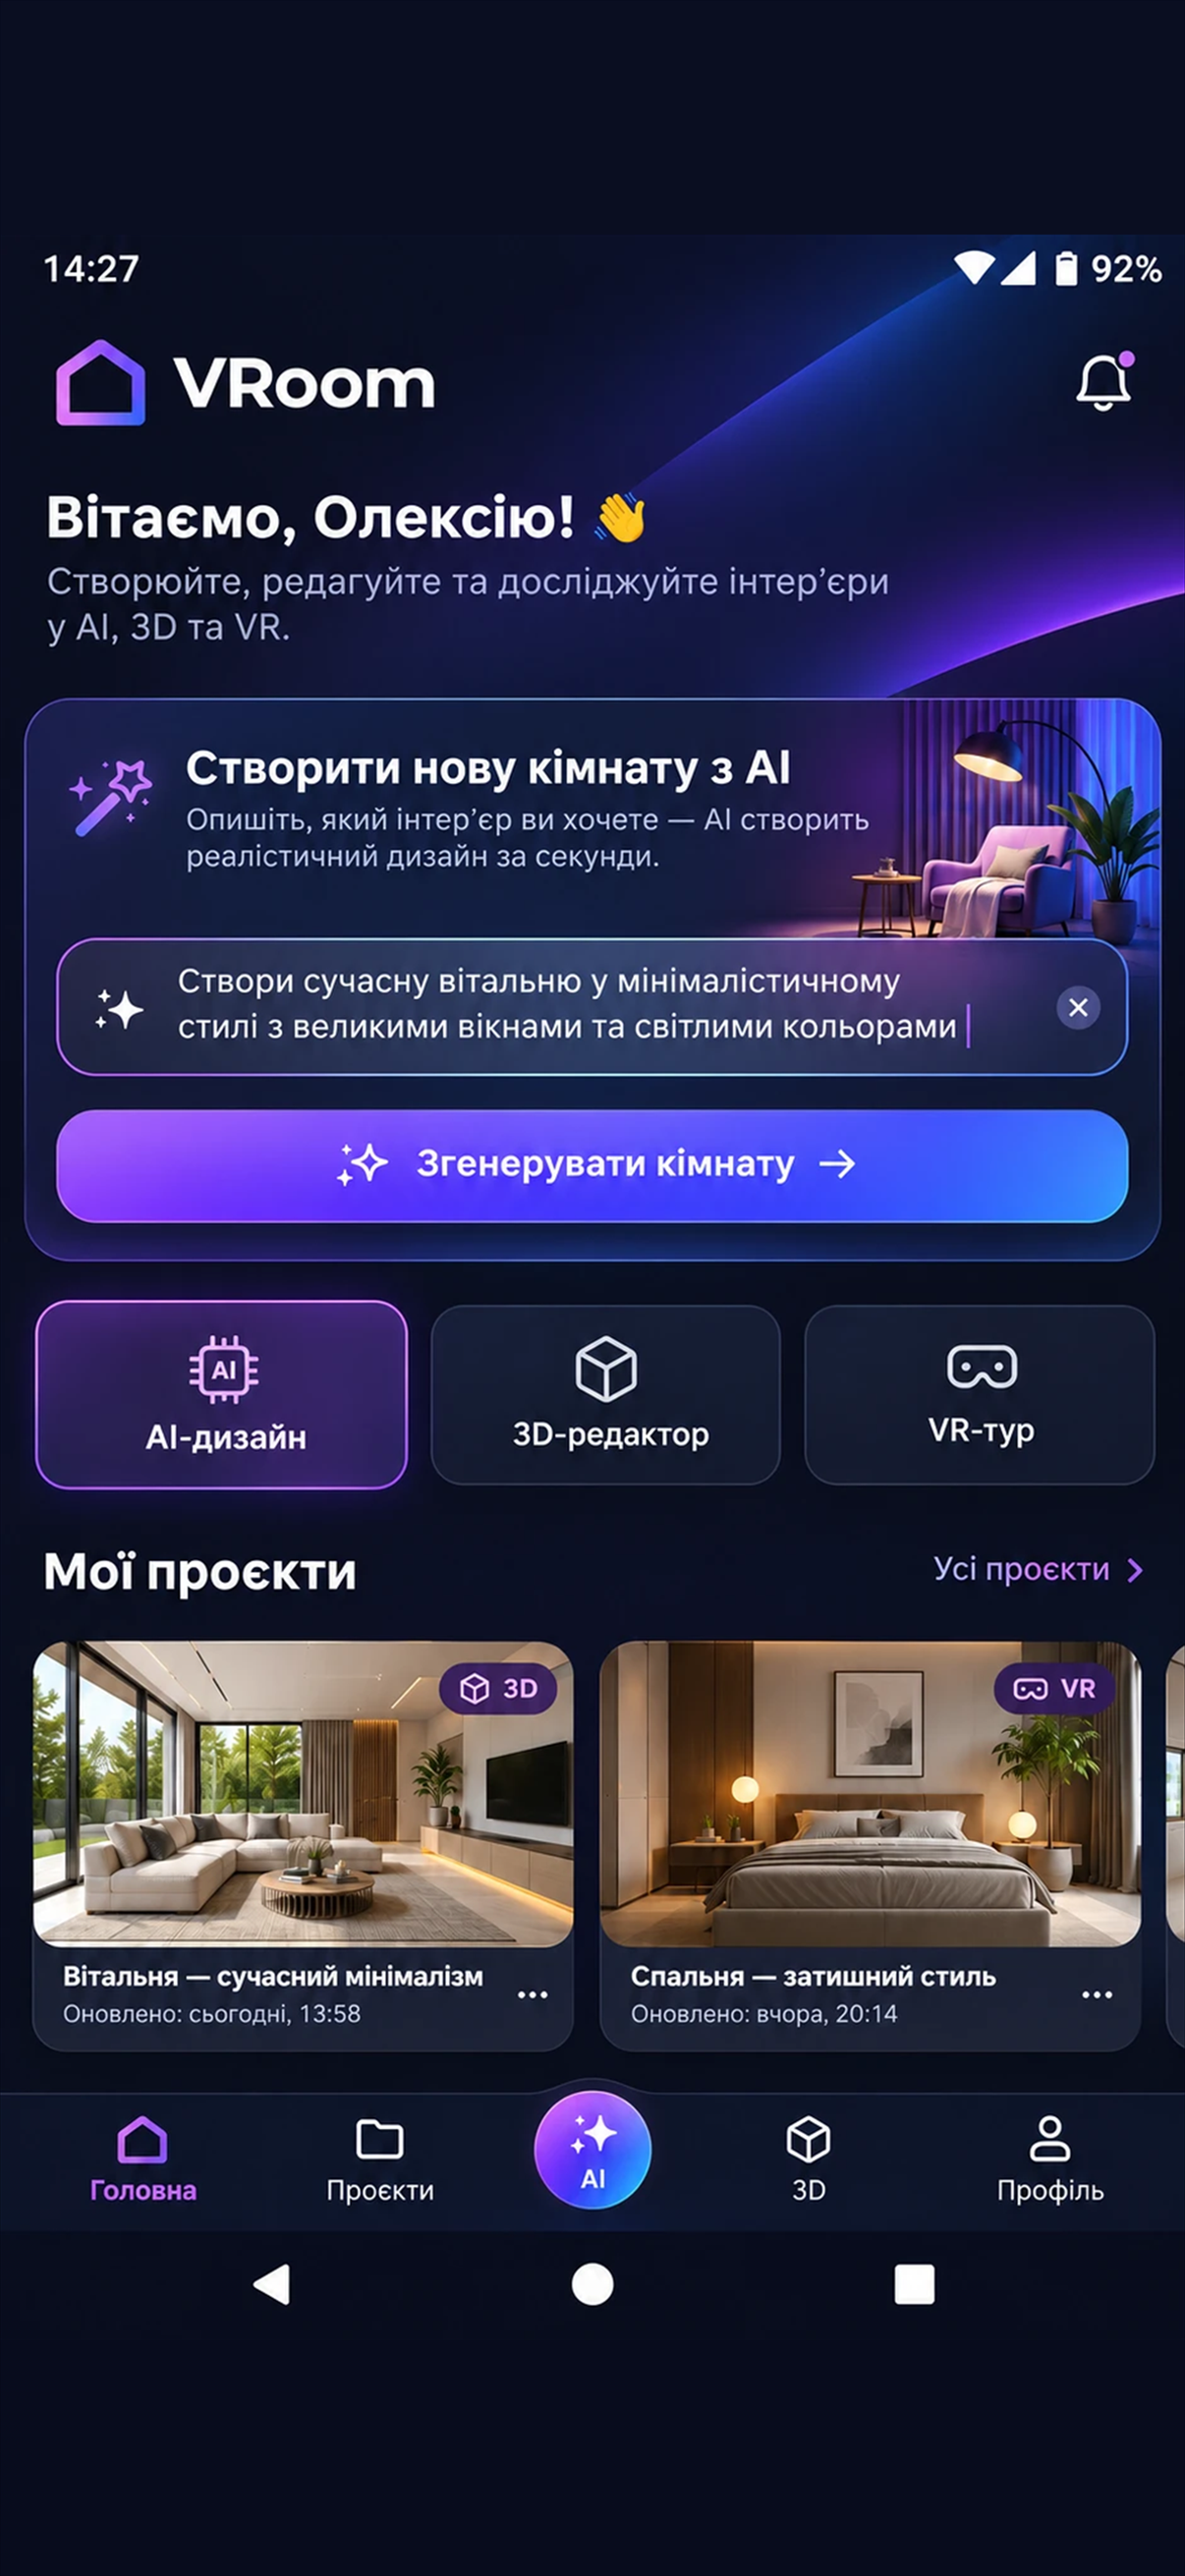 14:27
92%
VRoom
Вітаємо, Олексію! 👋
Створюйте, редагуйте та досліджуйте інтер’єри
у AI, 3D та VR.
Створити нову кімнату з AI
Опишіть, який інтер’єр ви хочете — AI створить
реалістичний дизайн за секунди.
Створи сучасну вітальню у мінімалістичному
стилі з великими вікнами та світлими кольорами
Згенерувати кімнату →
AI
AI-дизайн
3D-редактор
VR-тур
Мої проєкти
Усі проєкти >
3D
VR
Вітальня — сучасний мінімалізм
Оновлено: сьогодні, 13:58
Спальня — затишний стиль
Оновлено: вчора, 20:14
Головна
Проєкти
AI
3D
Профіль